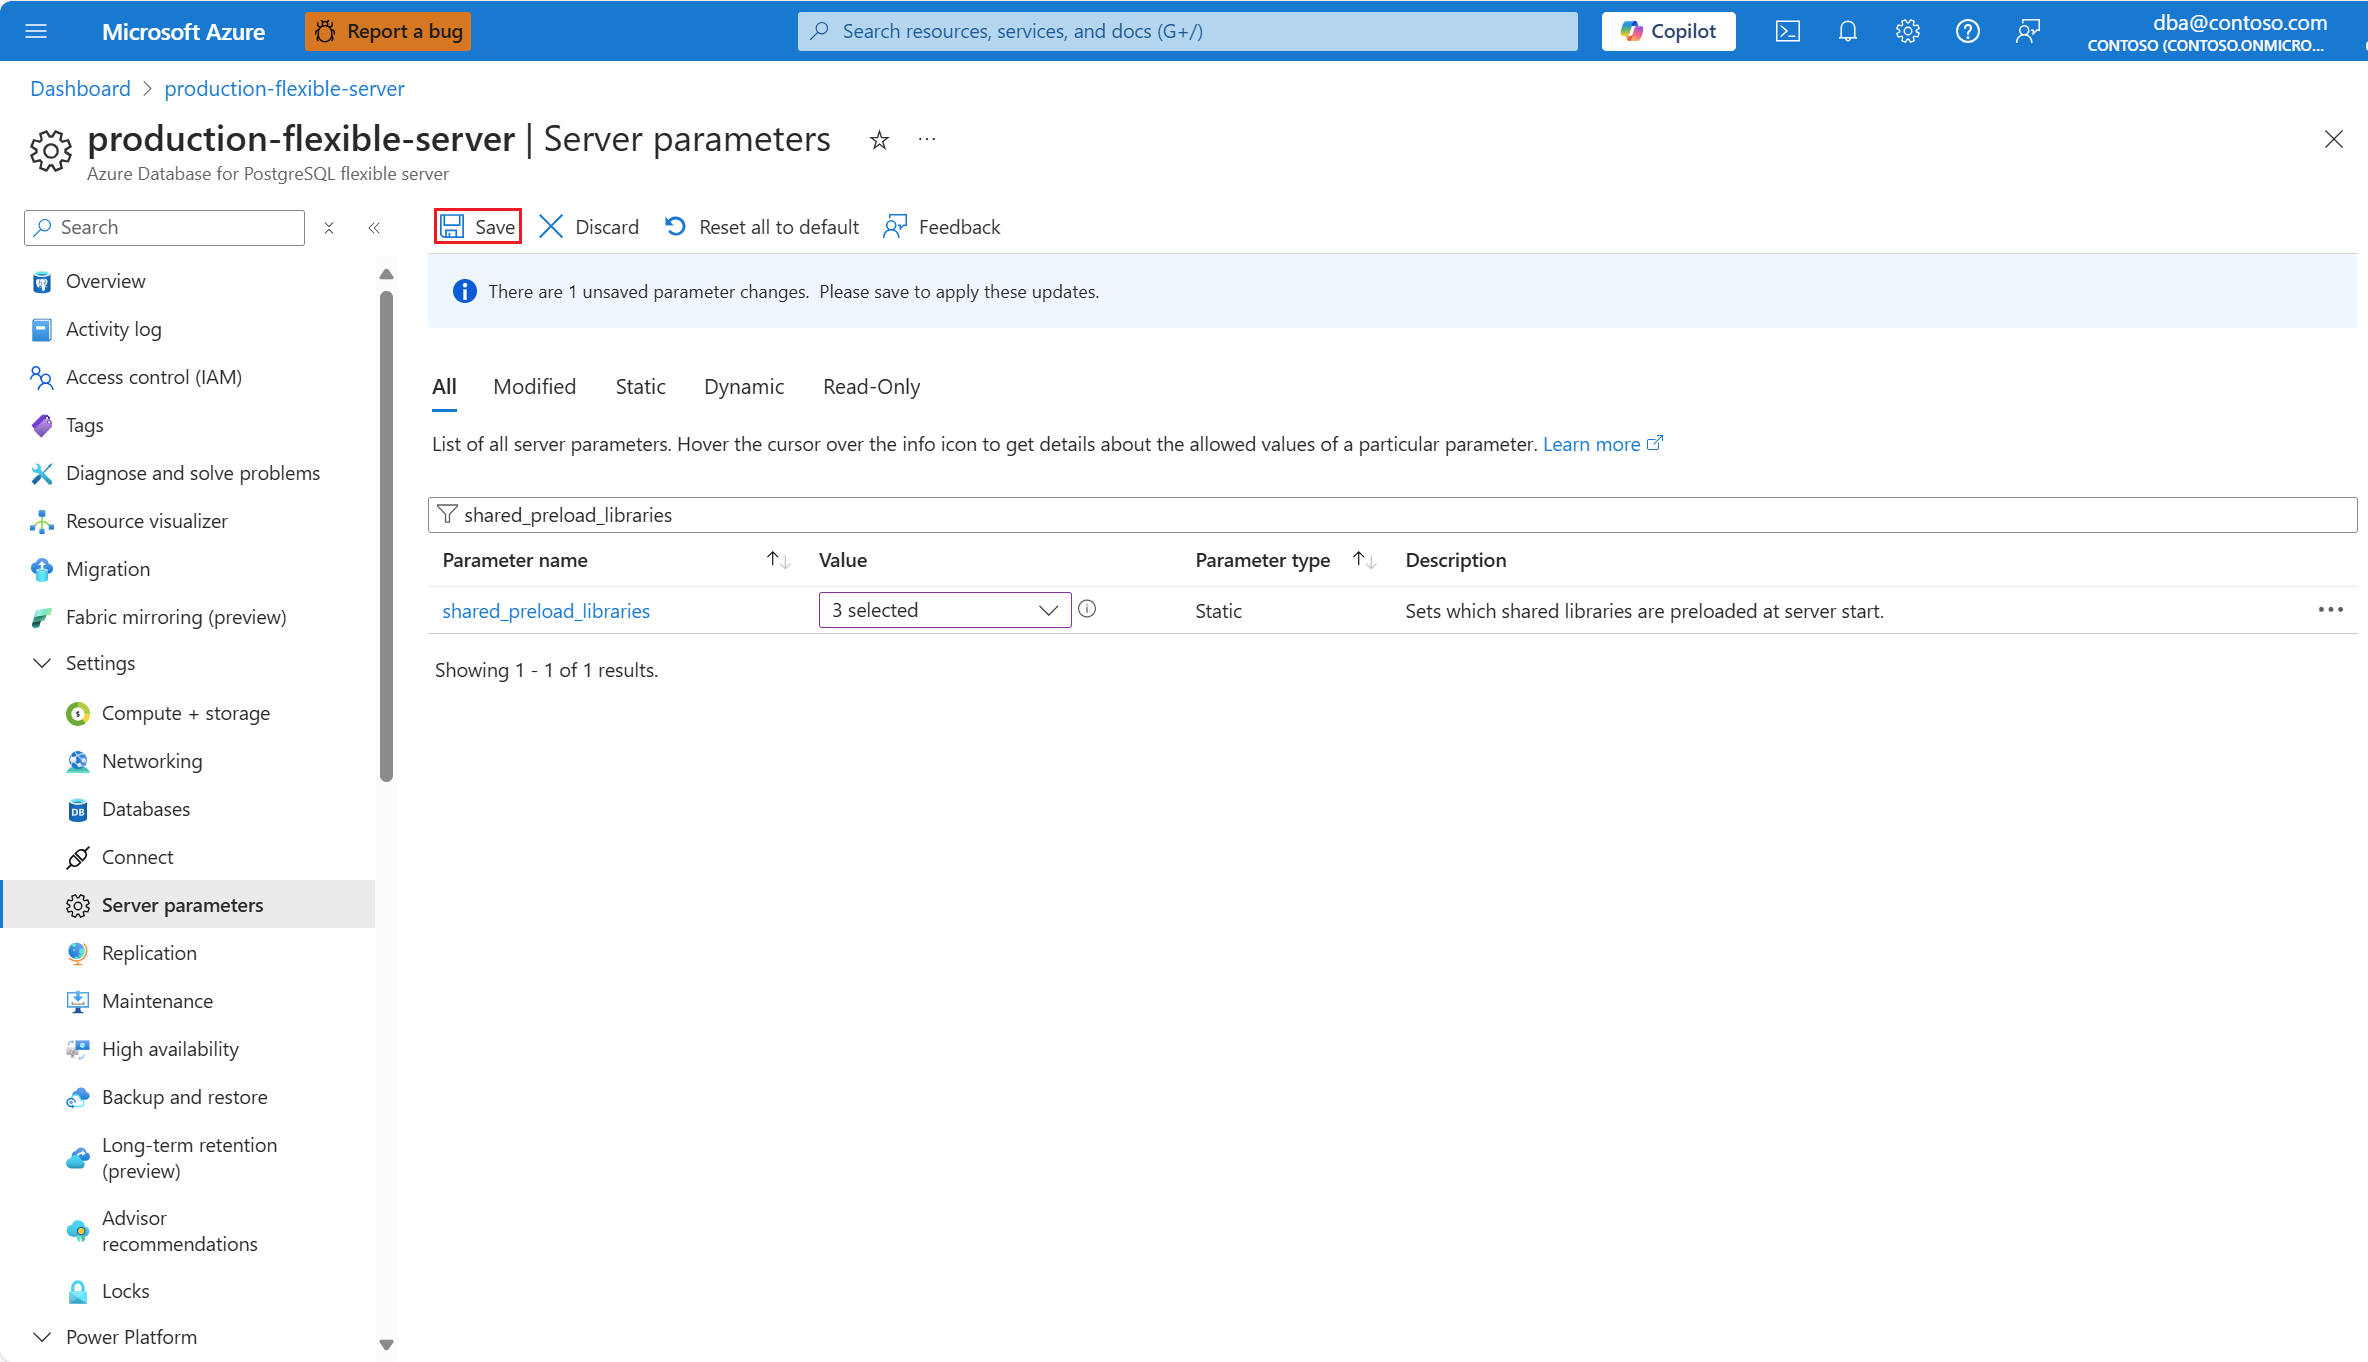 Microsoft Azure
Report a bug
Search resources, services, and docs (G+/)
Copilot
dba@contoso.com
CONTOSO (CONTOSO.ONMICRO...
Dashboard > production-flexible-server
production-flexible-server | Server parameters
Azure Database for PostgreSQL flexible server
Search
Save
Discard
Reset all to default
Feedback
There are 1 unsaved parameter changes. Please save to apply these updates.
Overview
Activity log
Access control (IAM)
Tags
Diagnose and solve problems
Resource visualizer
Migration
Fabric mirroring (preview)
Settings
Compute + storage
Networking
Databases
Connect
Server parameters
Replication
Maintenance
High availability
Backup and restore
Long-term retention
(preview)
Advisor
recommendations
Locks
Power Platform
All
Modified
Static
Dynamic
Read-Only
List of all server parameters. Hover the cursor over the info icon to get details about the allowed values of a particular parameter. Learn more
shared_preload_libraries
Parameter name
Value
Parameter type
Description
shared_preload_libraries
3 selected
Static
Sets which shared libraries are preloaded at server start.
Showing 1 - 1 of 1 results.